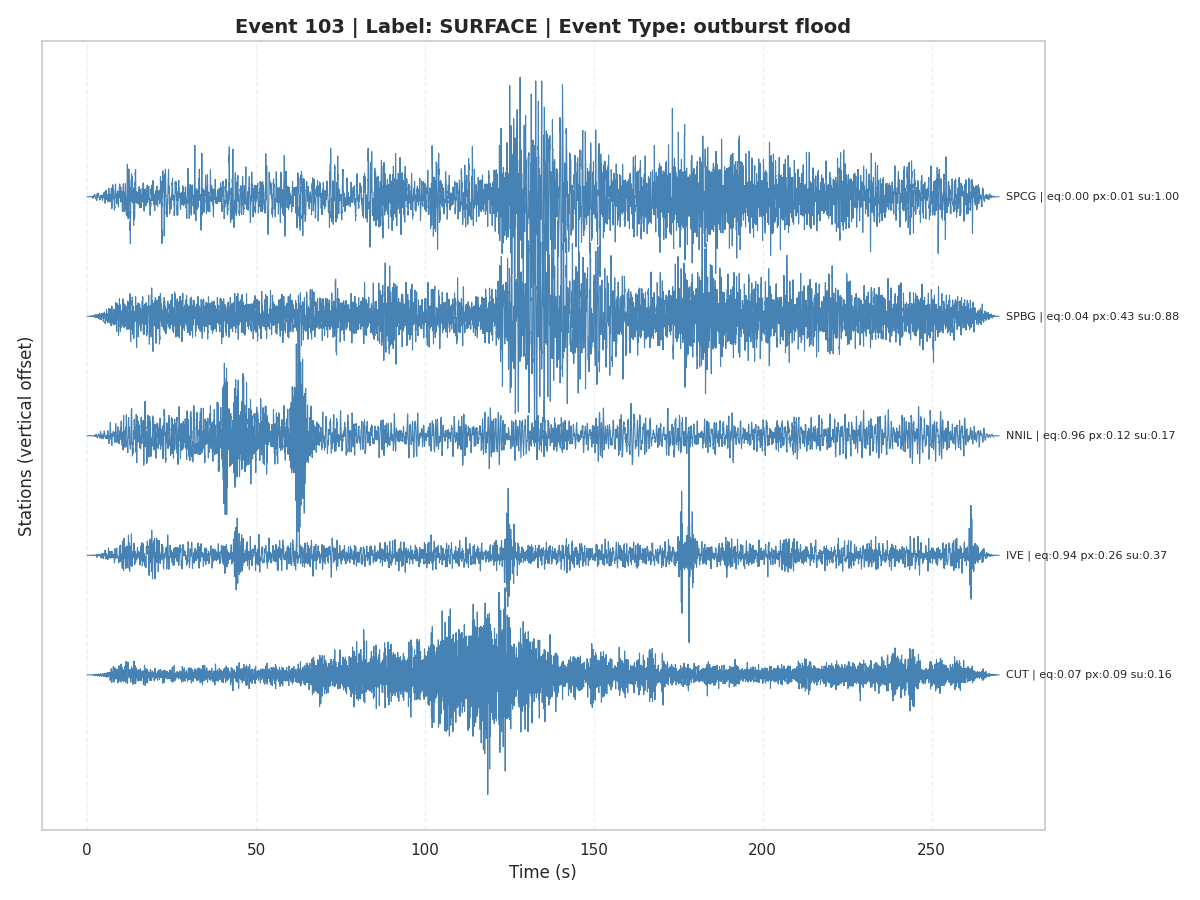 Event 103 | Label: SURFACE | Event Type: outburst flood
Stations (vertical offset)
SPCG | eq:0.00 px:0.01 su:1.00
SPBG | eq:0.04 px:0.43 su:0.88
NNIL | eq:0.96 px:0.12 su:0.17
IVE | eq:0.94 px:0.26 su:0.37
CUT | eq:0.07 px:0.09 su:0.16
0 50 100 150 200 250
Time (s)